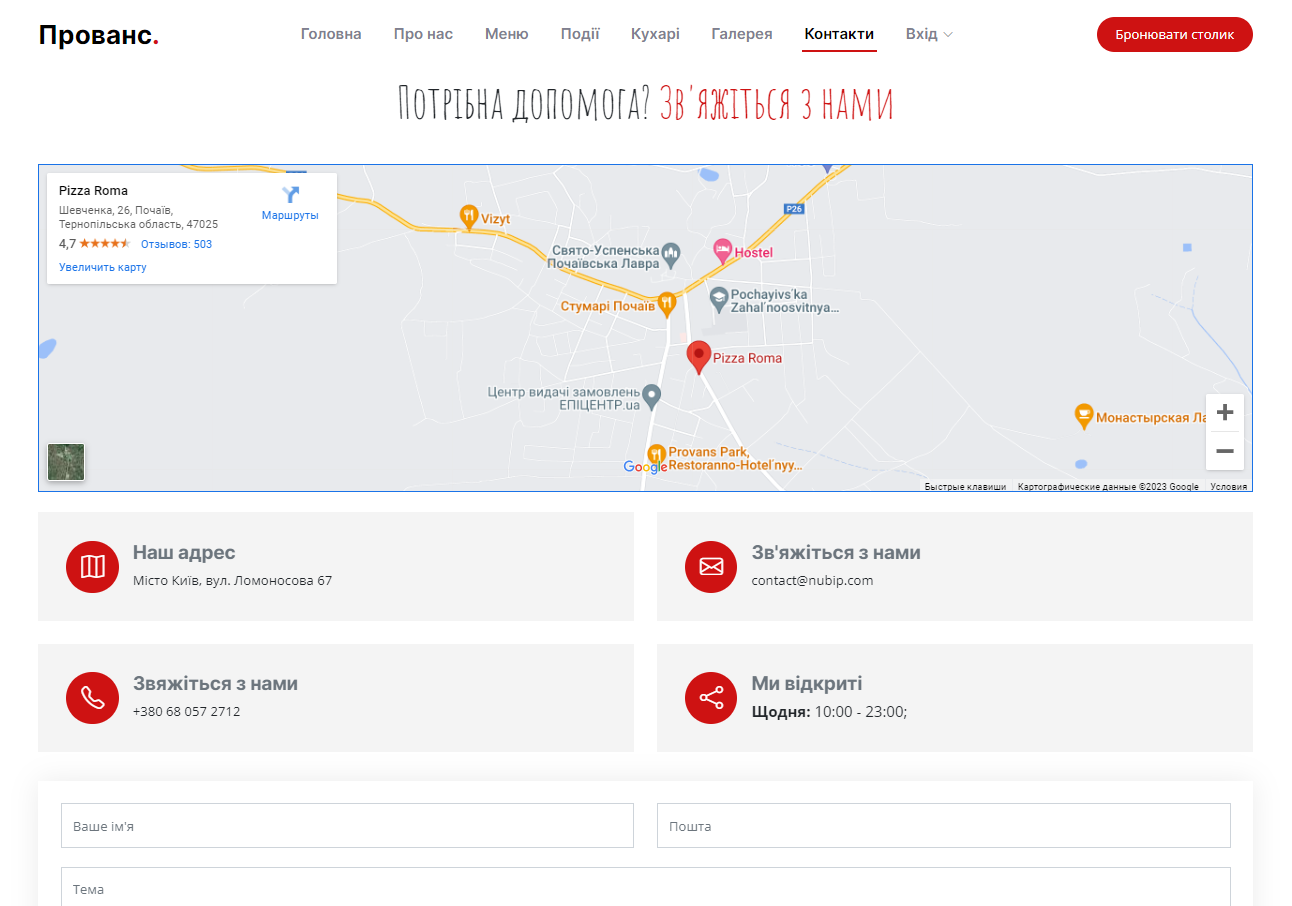 Прованс.
Головна
Про нас
Меню
Події
Кухарі
Галерея
Контакти
Вхід
Бронювати столик
Потрібна допомога? Зв'яжіться з нами
Pizza Roma
Шевченка, 26, Почаїв,
Тернопільська область, 47025
Маршруты
4,7
Отзывов: 503
Увеличить карту
P26
Vizyt
Свято-Успенська
Почаївська Лавра
Hostel
Pochayivs'ka
Zahal'noosvitnya...
Стумарі Почаїв
Pizza Roma
Центр видачі замовлень
ЕПІЦЕНТР.ua
Монастырская Ла
Provans Park,
Restoranno-Hotel'nyy...
Google
Быстрые клавиши
Картографические данные ©2023 Google
Условия
Наш адрес
Місто Київ, вул. Ломоносова 67
Зв'яжіться з нами
contact@nubip.com
Звяжіться з нами
+380 68 057 2712
Ми відкриті
Щодня: 10:00 - 23:00;
Ваше ім'я
Пошта
Тема